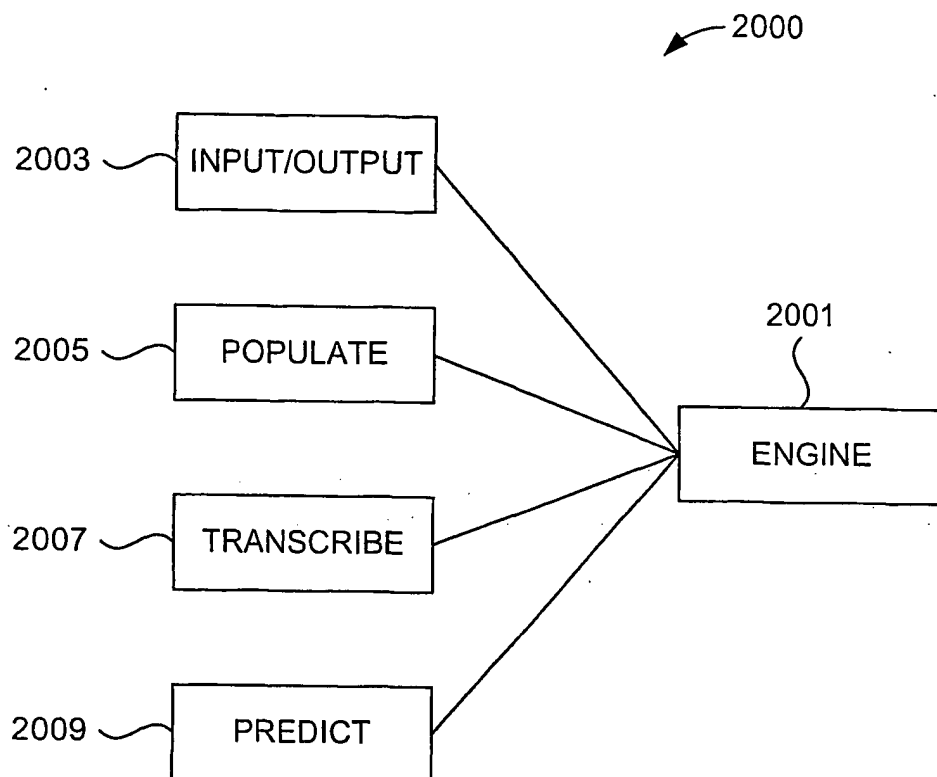 2000
2003 INPUT/OUTPUT
2001
2005 POPULATE
ENGINE
2007 TRANSCRIBE
2009 PREDICT